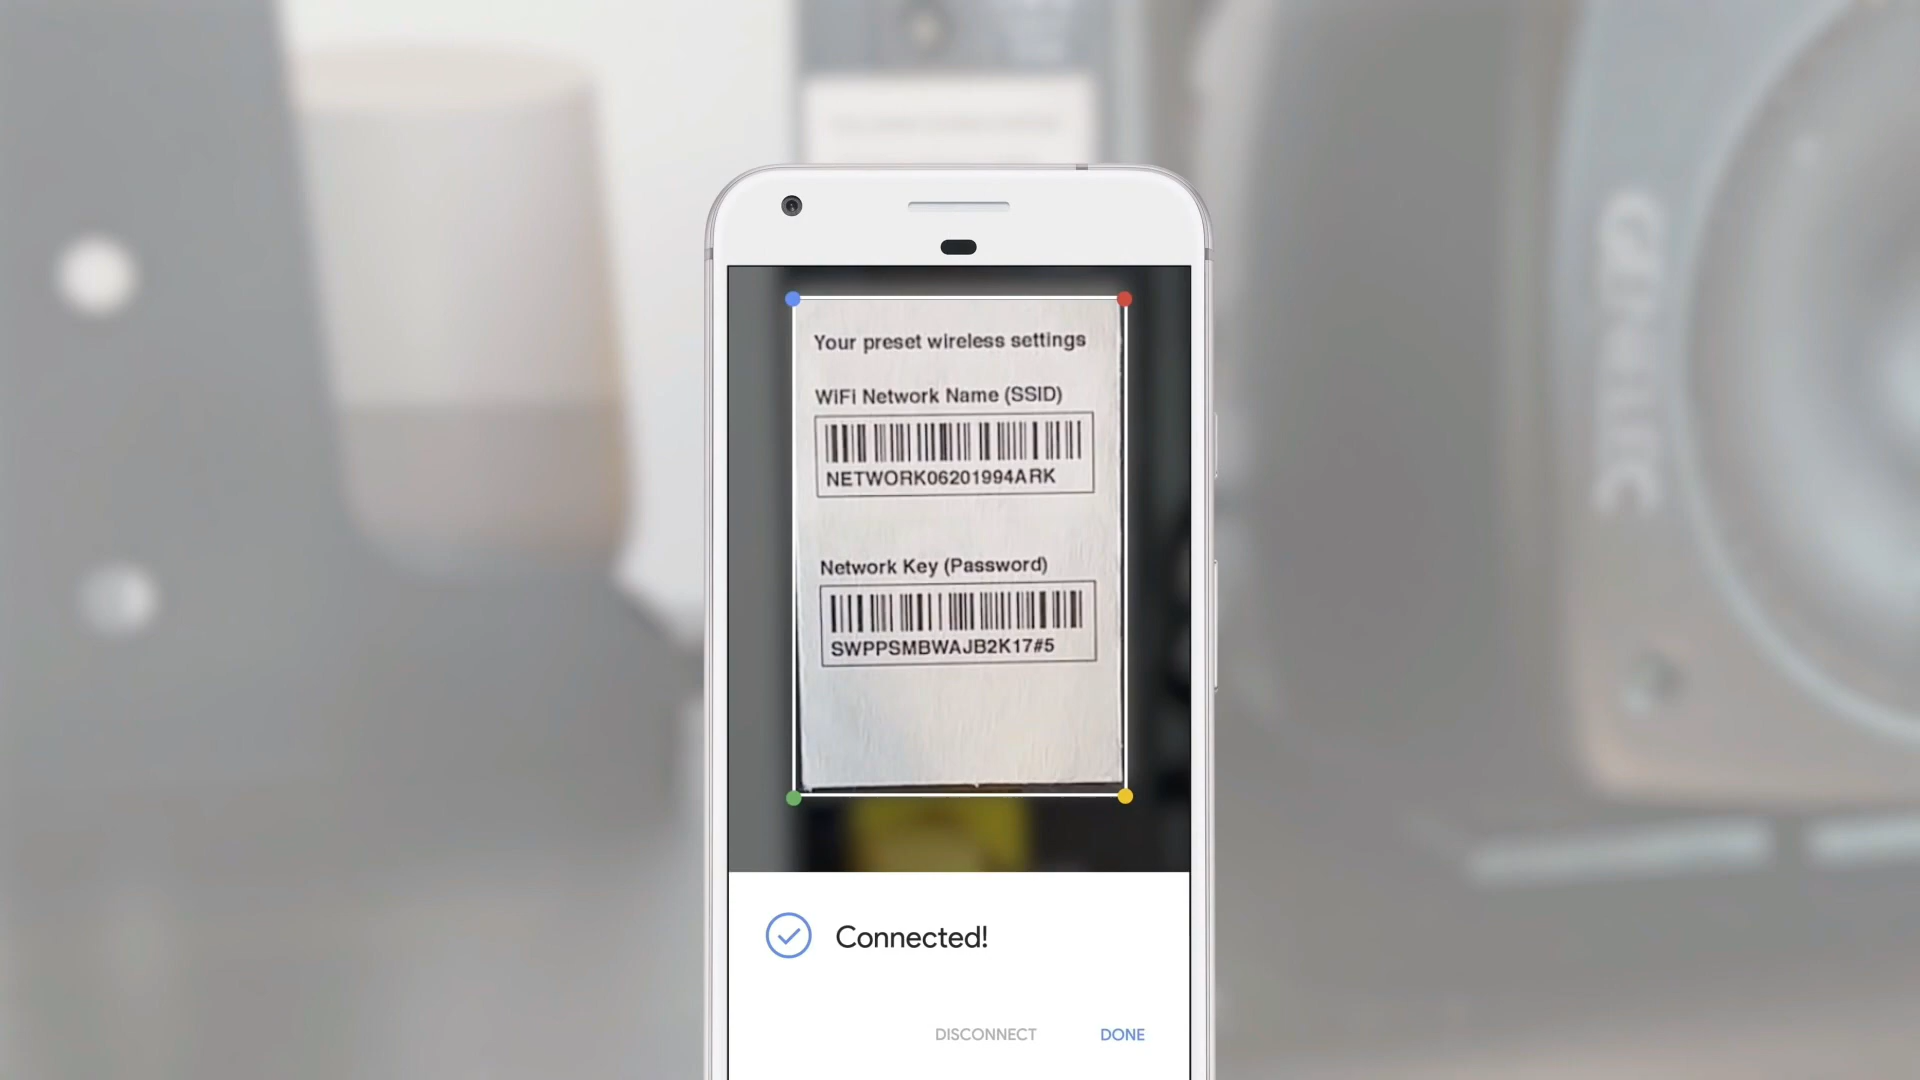 Your preset wireless settings
WiFi Network Name (SSID)
NETWORK06201994ARK
Network Key (Password)
SWPPSMBWAJB2K17#5
Connected!
DISCONNECT
DONE